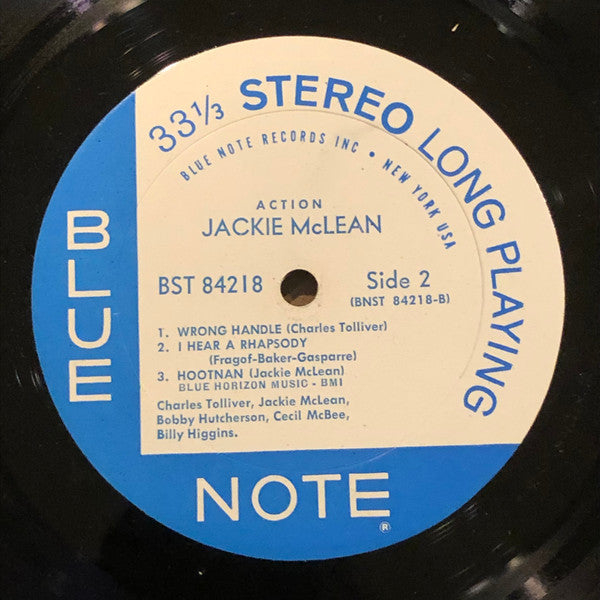 33⅓ STEREO LONG PLAYING
BLUE NOTE RECORDS INC • NEW YORK USA
ACTION
JACKIE McLEAN
BST 84218
Side 2
(BNST 84218-B)
1. WRONG HANDLE (Charles Tolliver)
2. I HEAR A RHAPSODY
(Fragof-Baker-Gasparre)
3. HOOTNAN (Jackie McLean)
BLUE HORIZON MUSIC - BMI
Charles Tolliver, Jackie McLean,
Bobby Hutcherson, Cecil McBee,
Billy Higgins.
BLUE
NOTE ®